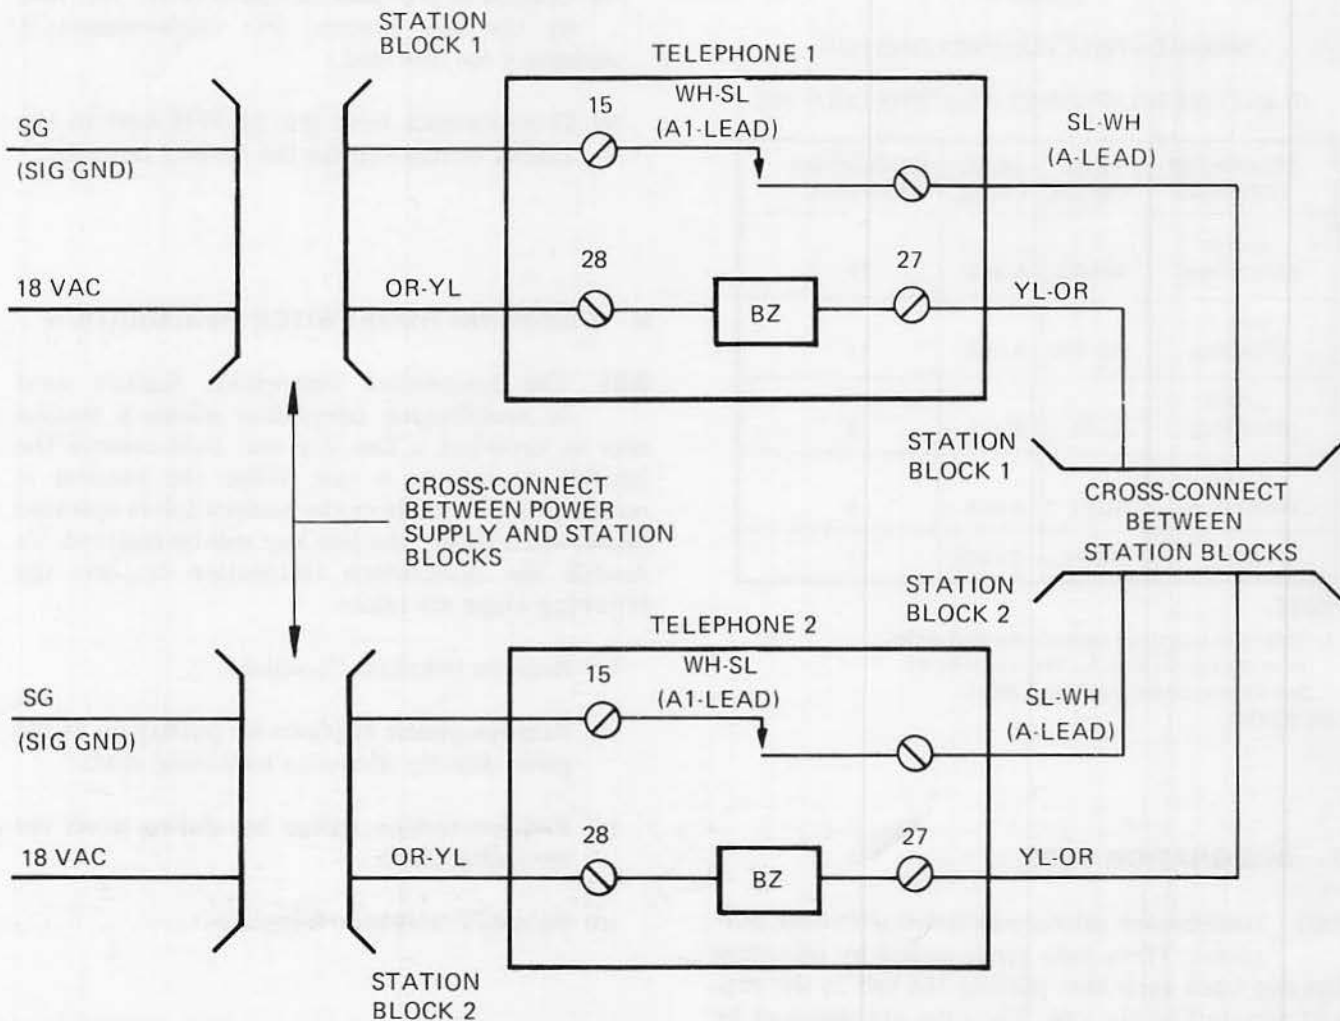 STATION
BLOCK 1
TELEPHONE 1
15
WH-SL
(A1-LEAD)
SL-WH
(A-LEAD)
SG
(SIG GND)
28
27
18 VAC
OR-YL
BZ
YL-OR
STATION
BLOCK 1
CROSS-CONNECT
BETWEEN POWER
SUPPLY AND STATION
BLOCKS
CROSS-CONNECT
BETWEEN
STATION BLOCKS
STATION
BLOCK 2
TELEPHONE 2
15
WH-SL
(A1-LEAD)
SL-WH
(A-LEAD)
SG
(SIG GND)
28
27
18 VAC
OR-YL
BZ
YL-OR
STATION
BLOCK 2